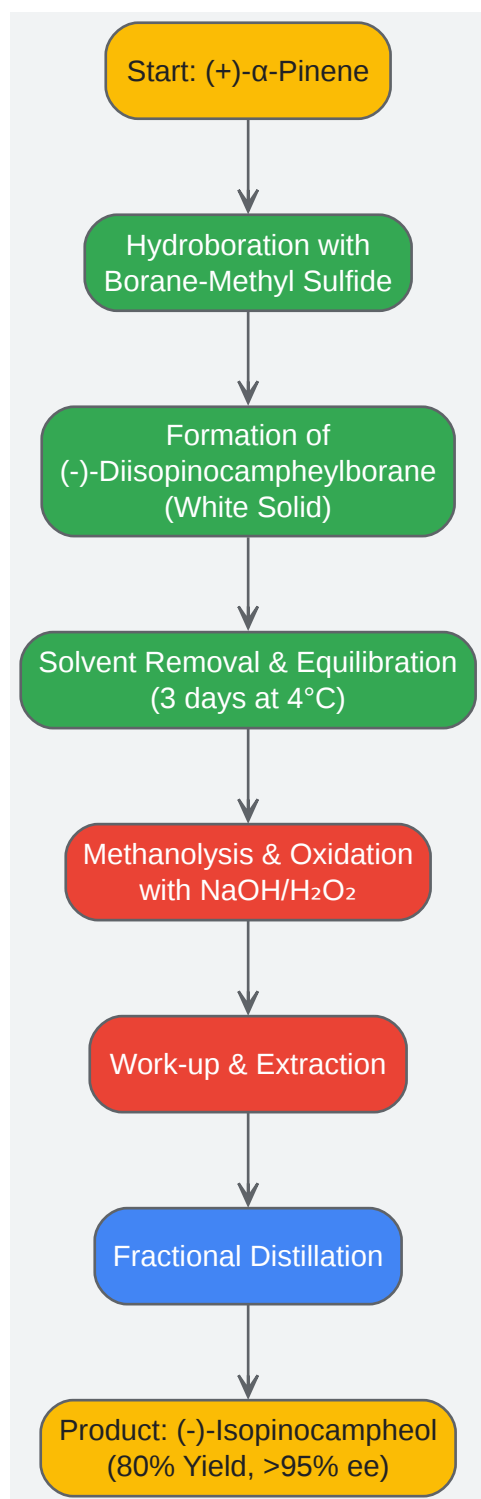 Start: (+)-α-Pinene
Hydroboration with
Borane-Methyl Sulfide
Formation of
(-)-Diisopinocampheylborane
(White Solid)
Solvent Removal & Equilibration
(3 days at 4°C)
Methanolysis & Oxidation
with NaOH/H₂O₂
Work-up & Extraction
Fractional Distillation
Product: (-)-Isopinocampheol
(80% Yield, >95% ee)